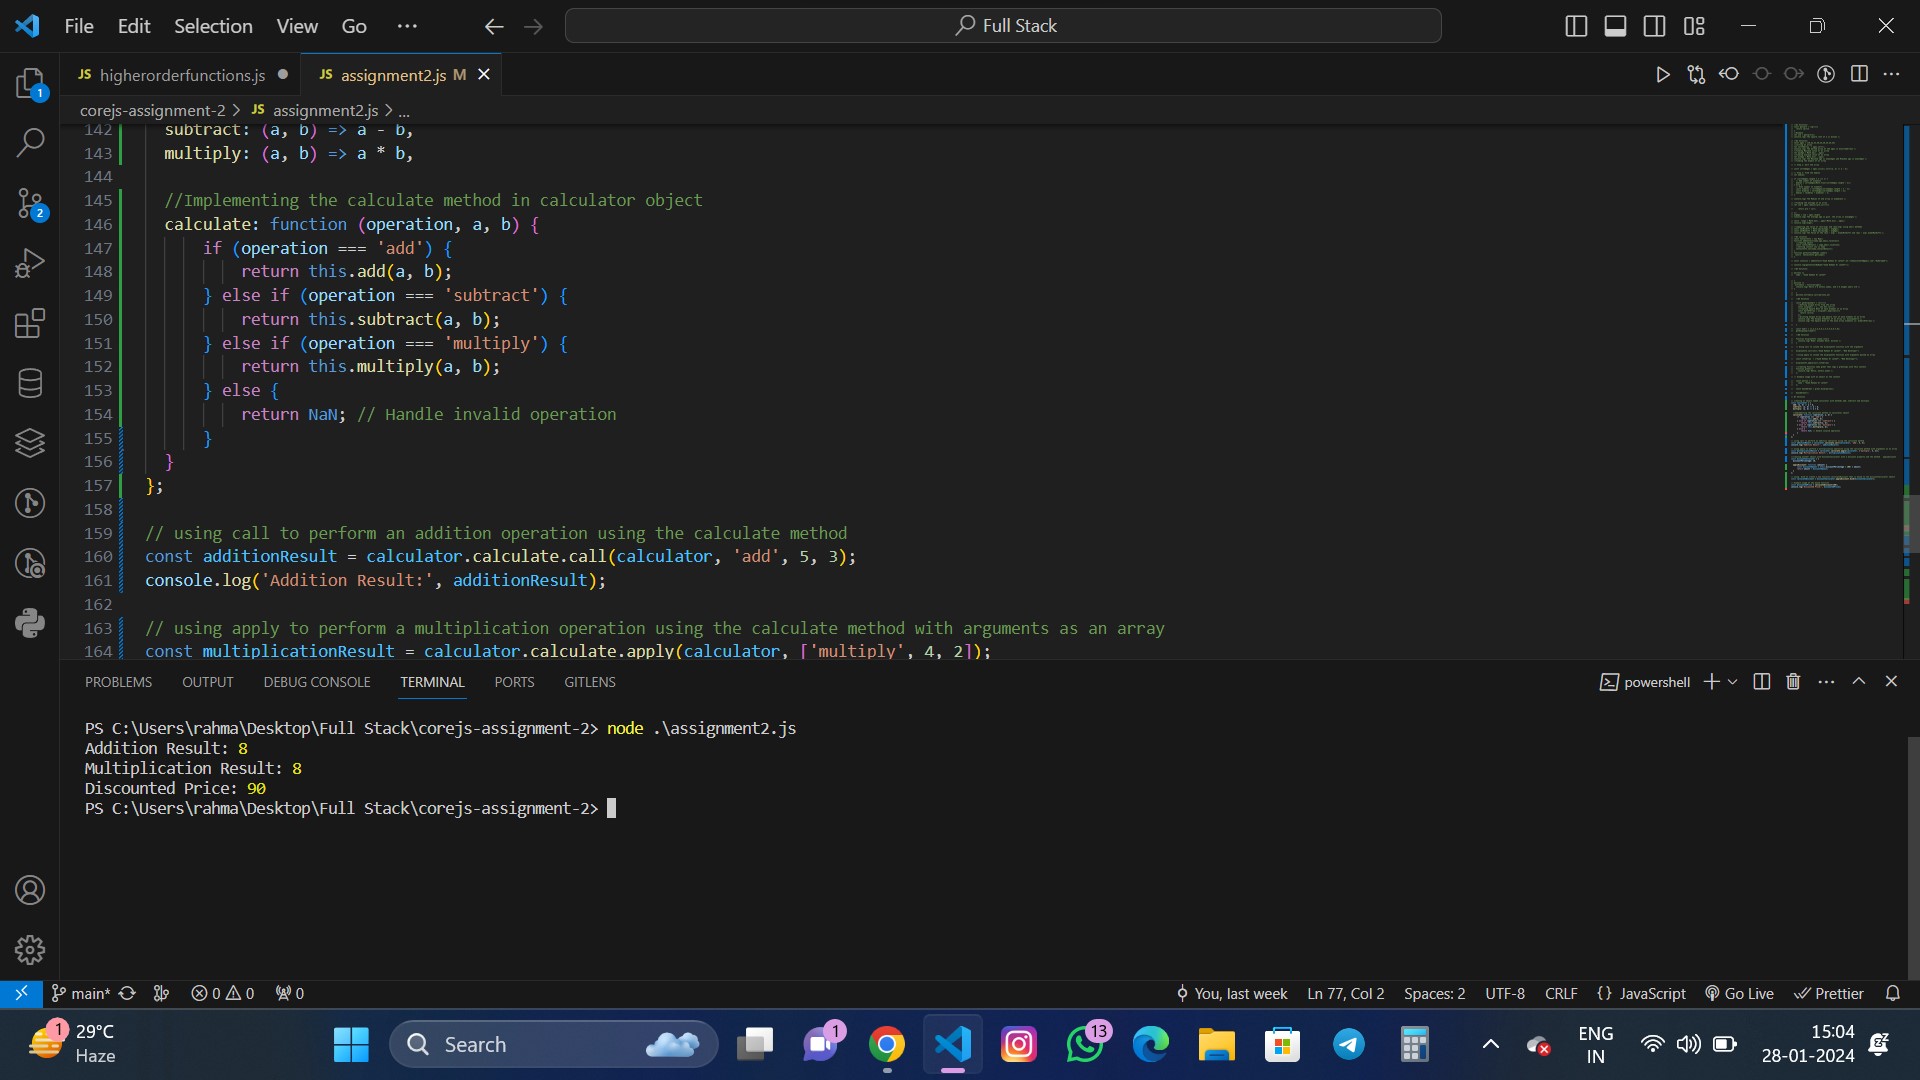 File Edit Selection View Go ··· Full Stack
JS higherorderfunctions.js ● JS assignment2.js M
corejs-assignment-2 > JS assignment2.js > ...
142 subtract: (a, b) => a - b,
143 multiply: (a, b) => a * b,
144
145 //Implementing the calculate method in calculator object
146 calculate: function (operation, a, b) {
147 if (operation === 'add') {
148 return this.add(a, b);
149 } else if (operation === 'subtract') {
150 return this.subtract(a, b);
151 } else if (operation === 'multiply') {
152 return this.multiply(a, b);
153 } else {
154 return NaN; // Handle invalid operation
155 }
156 }
157 };
158
159 // using call to perform an addition operation using the calculate method
160 const additionResult = calculator.calculate.call(calculator, 'add', 5, 3);
161 console.log('Addition Result:', additionResult);
162
163 // using apply to perform a multiplication operation using the calculate method with arguments as an array
164 const multiplicationResult = calculator.calculate.apply(calculator, ['multiply', 4, 2]);
PROBLEMS OUTPUT DEBUG CONSOLE TERMINAL PORTS GITLENS powershell
PS C:\Users\rahma\Desktop\Full Stack\corejs-assignment-2> node .\assignment2.js
Addition Result: 8
Multiplication Result: 8
Discounted Price: 90
PS C:\Users\rahma\Desktop\Full Stack\corejs-assignment-2>
1
2
main* 0 0 0 You, last week Ln 77, Col 2 Spaces: 2 UTF-8 CRLF {} JavaScript Go Live Prettier
1 29°C Search 1 13 ENG 15:04
Haze IN 28-01-2024